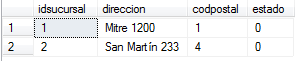 idsucursal direccion codpostal estado
1 1 Mitre 1200 1 0
2 2 San Martín 233 4 0